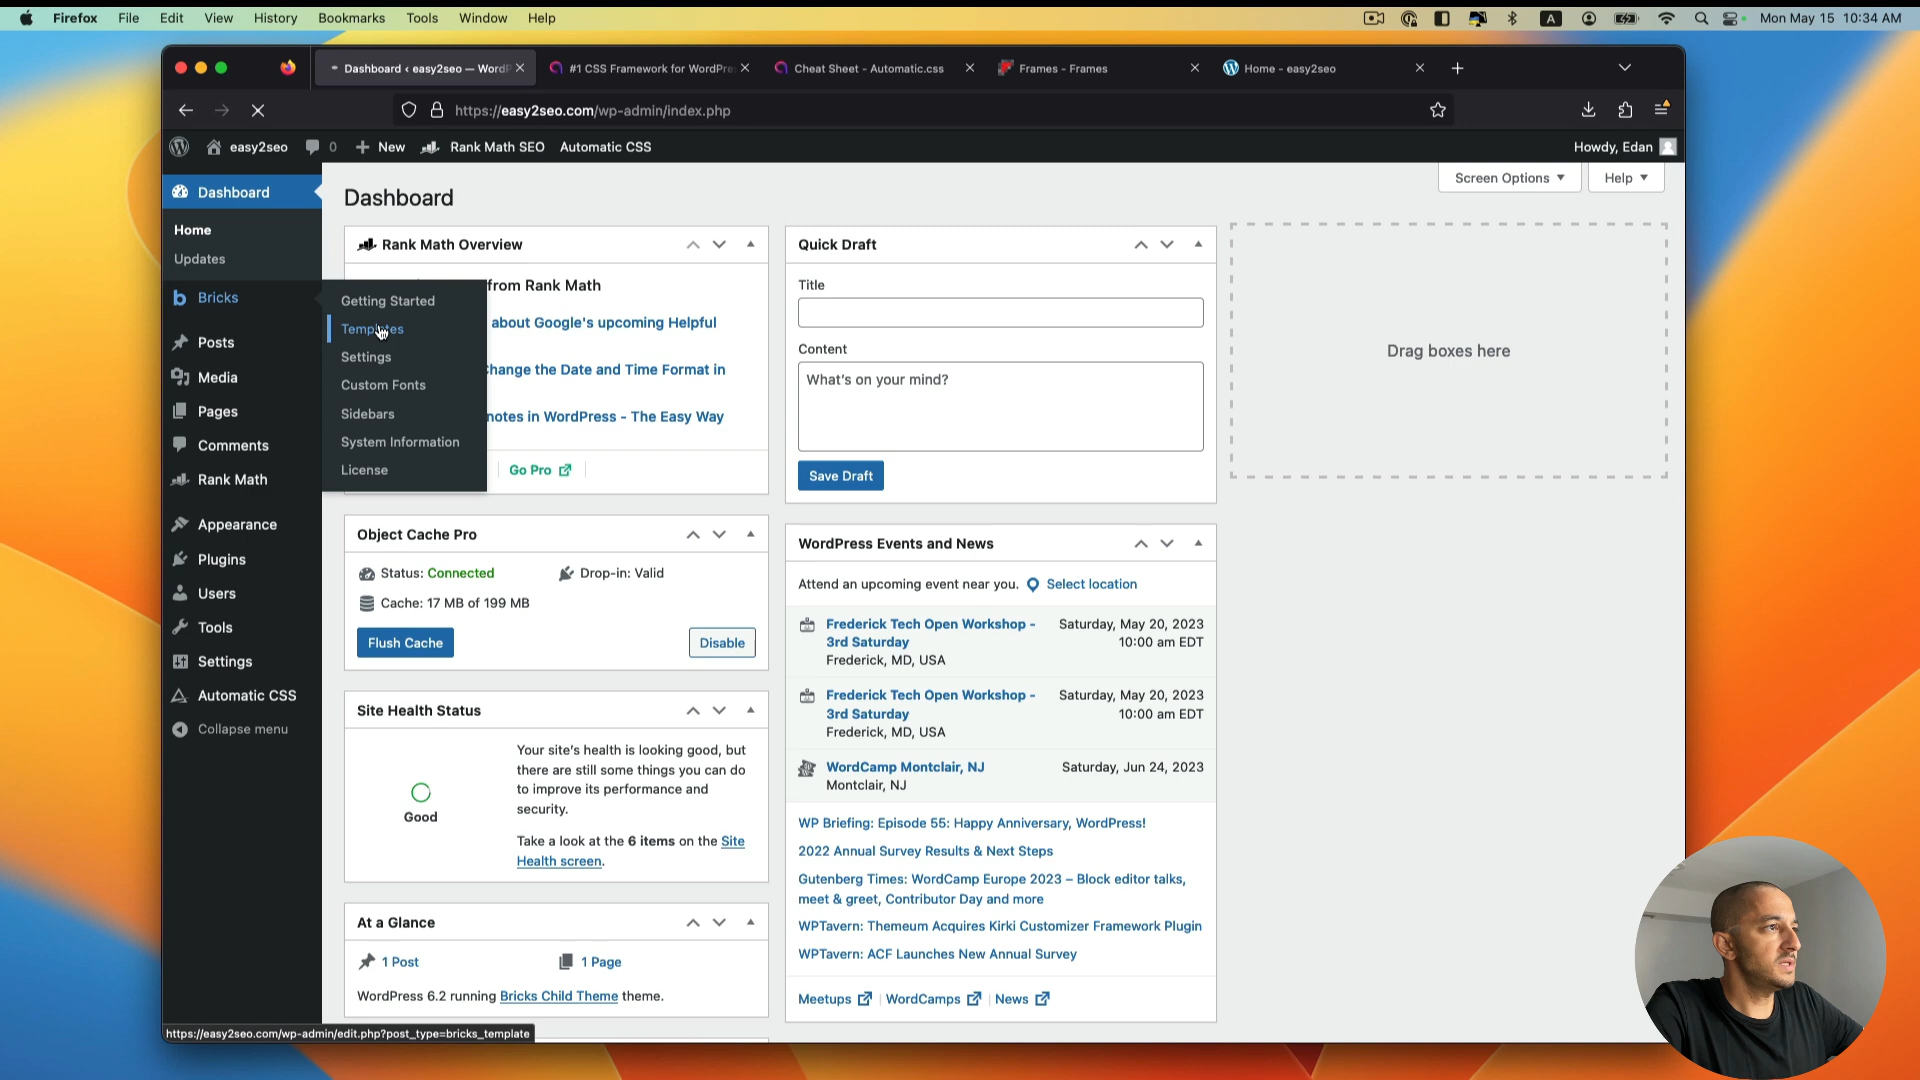 Firefox File Edit View History Bookmarks Tools Window Help
A
Mon May 15 10:34 AM
Dashboard ‹ easy2seo — WordP
#1 CSS Framework for WordPre
Cheat Sheet - Automatic.css
Frames - Frames
Home - easy2seo
https://easy2seo.com/wp-admin/index.php
easy2seo 0 New Rank Math SEO Automatic CSS
Howdy, Edan
Dashboard
Home
Updates
Bricks
Posts
Media
Pages
Comments
Rank Math
Appearance
Plugins
Users
Tools
Settings
Automatic CSS
Collapse menu
Getting Started
Templates
Settings
Custom Fonts
Sidebars
System Information
License
Dashboard
Screen Options
Help
Rank Math Overview
from Rank Math
about Google's upcoming Helpful
Change the Date and Time Format in
notes in WordPress - The Easy Way
Go Pro
Object Cache Pro
Status: Connected
Drop-in: Valid
Cache: 17 MB of 199 MB
Flush Cache
Disable
Site Health Status
Good
Your site's health is looking good, but
there are still some things you can do
to improve its performance and
security.
Take a look at the 6 items on the Site
Health screen.
At a Glance
1 Post
1 Page
WordPress 6.2 running Bricks Child Theme theme.
Quick Draft
Title
Content
What's on your mind?
Save Draft
WordPress Events and News
Attend an upcoming event near you. Select location
Frederick Tech Open Workshop -
3rd Saturday
Frederick, MD, USA
Saturday, May 20, 2023
10:00 am EDT
Frederick Tech Open Workshop -
3rd Saturday
Frederick, MD, USA
Saturday, May 20, 2023
10:00 am EDT
WordCamp Montclair, NJ
Montclair, NJ
Saturday, Jun 24, 2023
WP Briefing: Episode 55: Happy Anniversary, WordPress!
2022 Annual Survey Results & Next Steps
Gutenberg Times: WordCamp Europe 2023 – Block editor talks,
meet & greet, Contributor Day and more
WPTavern: Themeum Acquires Kirki Customizer Framework Plugin
WPTavern: ACF Launches New Annual Survey
Meetups
WordCamps
News
Drag boxes here
https://easy2seo.com/wp-admin/edit.php?post_type=bricks_template